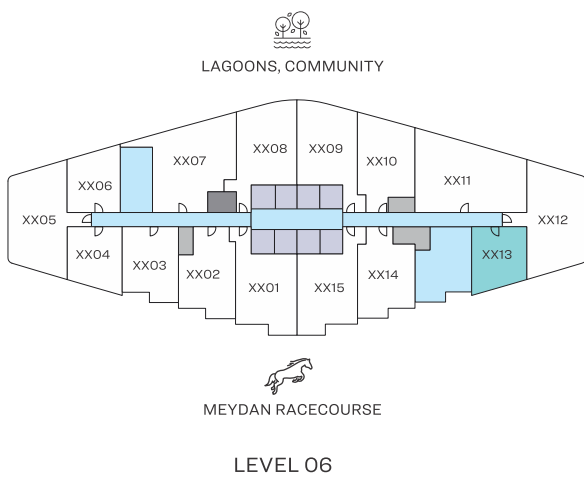 LAGOONS, COMMUNITY
XX08
XX09
XX07
XX10
XX06
XX11
XX05
XX12
XX04
XX03
XX02
XX01
XX15
XX14
XX13
MEYDAN RACECOURSE
LEVEL 06